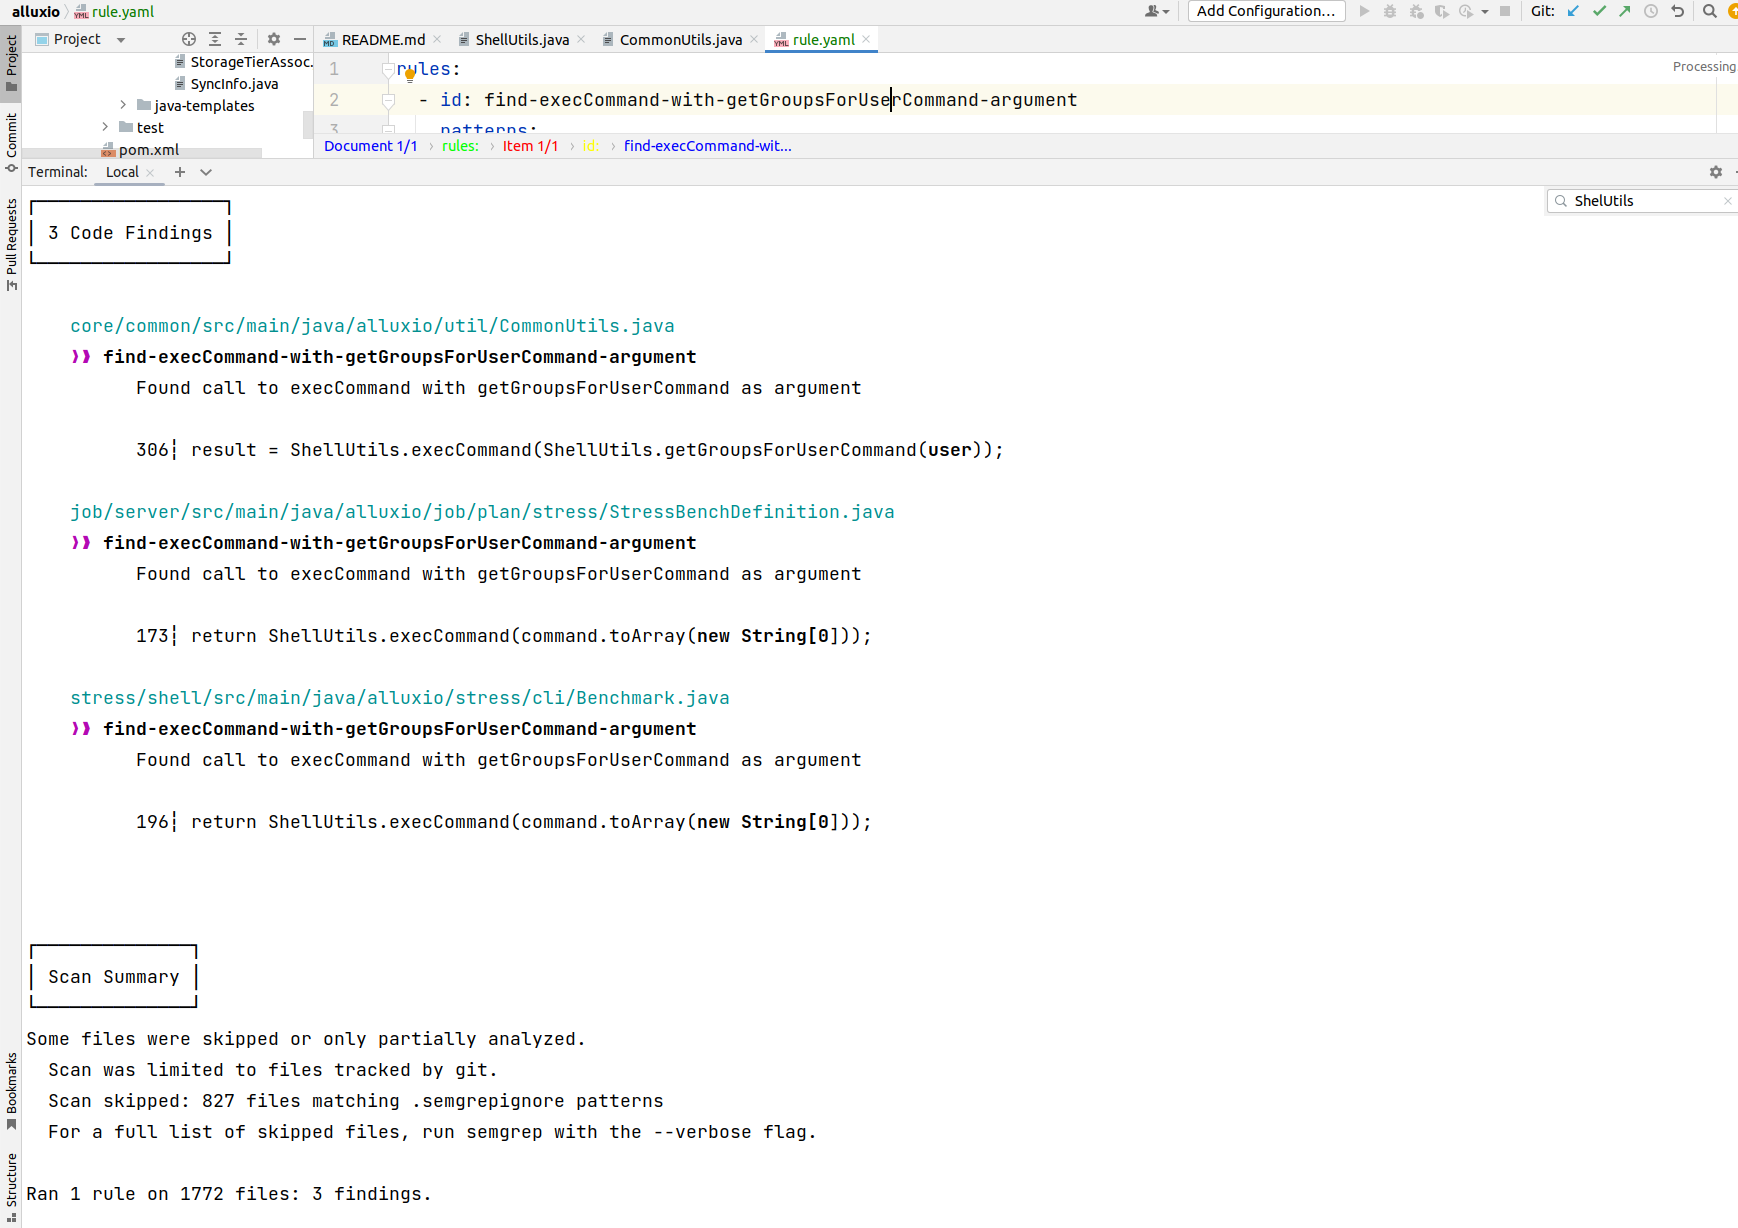 alluxio rule.yaml
Add Configuration...
Git:
Project
README.md
ShellUtils.java
CommonUtils.java
rule.yaml
StorageTierAssoc.
SyncInfo.java
java-templates
test
pom.xml
1 rules:
Processing
2 - id: find-execCommand-with-getGroupsForUserCommand-argument
3 patterns:
Document 1/1 › rules: › Item 1/1 › id: › find-execCommand-wit...
Project
Commit
Pull Requests
Bookmarks
Structure
Terminal: Local
ShelUtils
3 Code Findings
core/common/src/main/java/alluxio/util/CommonUtils.java
❯❱ find-execCommand-with-getGroupsForUserCommand-argument
Found call to execCommand with getGroupsForUserCommand as argument
306┆ result = ShellUtils.execCommand(ShellUtils.getGroupsForUserCommand(user));
job/server/src/main/java/alluxio/job/plan/stress/StressBenchDefinition.java
❯❱ find-execCommand-with-getGroupsForUserCommand-argument
Found call to execCommand with getGroupsForUserCommand as argument
173┆ return ShellUtils.execCommand(command.toArray(new String[0]));
stress/shell/src/main/java/alluxio/stress/cli/Benchmark.java
❯❱ find-execCommand-with-getGroupsForUserCommand-argument
Found call to execCommand with getGroupsForUserCommand as argument
196┆ return ShellUtils.execCommand(command.toArray(new String[0]));
Scan Summary
Some files were skipped or only partially analyzed.
Scan was limited to files tracked by git.
Scan skipped: 827 files matching .semgrepignore patterns
For a full list of skipped files, run semgrep with the --verbose flag.
Ran 1 rule on 1772 files: 3 findings.